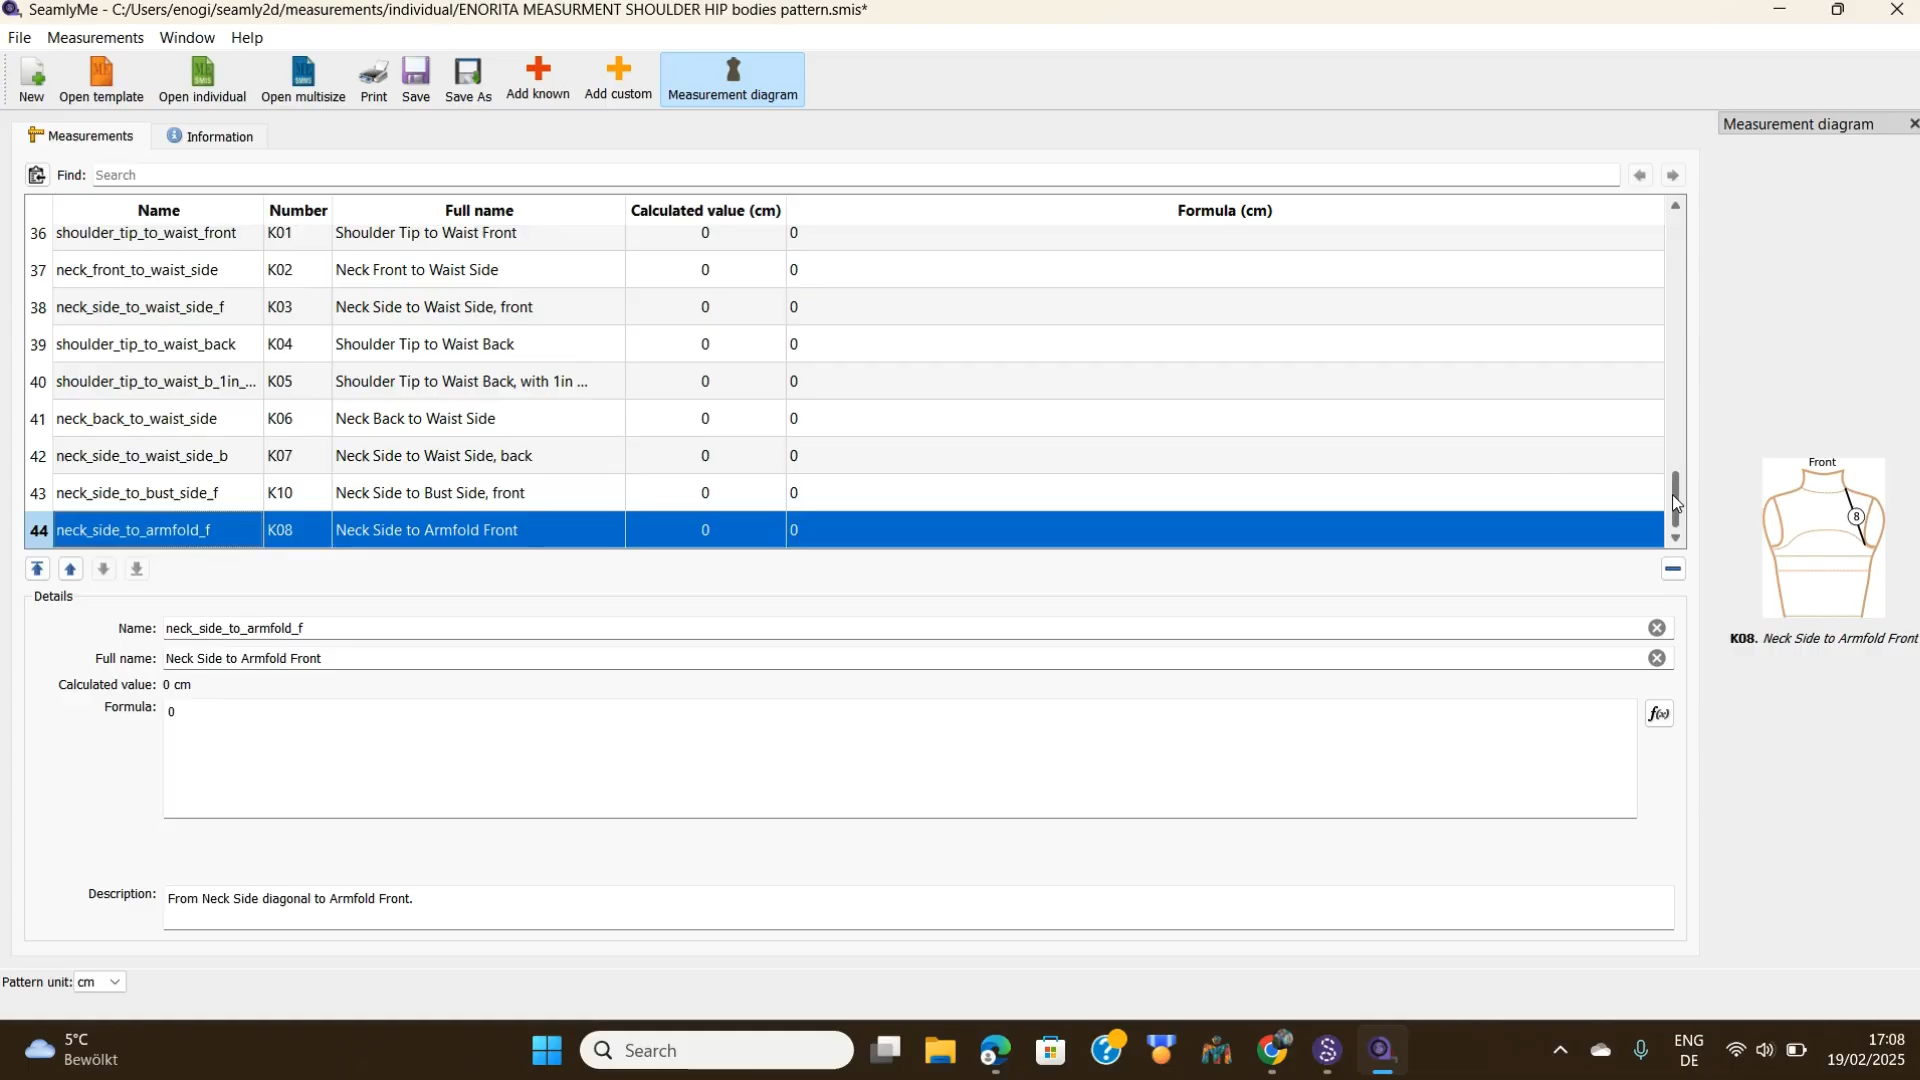 SeamlyMe - C:/Users/enogi/seamly2d/measurements/individual/ENORITA MEASURMENT SHOULDER HIP bodies pattern.smis*
File Measurements Window Help
New Open template Open individual Open multisize Print Save Save As Add known Add custom Measurement diagram
Measurements Information
Measurement diagram
Find: Search
Name Number Full name Calculated value (cm) Formula (cm)
36 shoulder_tip_to_waist_front K01 Shoulder Tip to Waist Front 0 0
37 neck_front_to_waist_side K02 Neck Front to Waist Side 0 0
38 neck_side_to_waist_side_f K03 Neck Side to Waist Side, front 0 0
39 shoulder_tip_to_waist_back K04 Shoulder Tip to Waist Back 0 0
40 shoulder_tip_to_waist_b_1in_... K05 Shoulder Tip to Waist Back, with 1in ... 0 0
41 neck_back_to_waist_side K06 Neck Back to Waist Side 0 0
42 neck_side_to_waist_side_b K07 Neck Side to Waist Side, back 0 0
43 neck_side_to_bust_side_f K10 Neck Side to Bust Side, front 0 0
44 neck_side_to_armfold_f K08 Neck Side to Armfold Front 0 0
Front
8
K08. Neck Side to Armfold Front
Details
Name: neck_side_to_armfold_f
Full name: Neck Side to Armfold Front
Calculated value: 0 cm
Formula: 0
f(x)
Description: From Neck Side diagonal to Armfold Front.
Pattern unit: cm
5°C
Bewölkt
Search
ENG
DE
17:08
19/02/2025